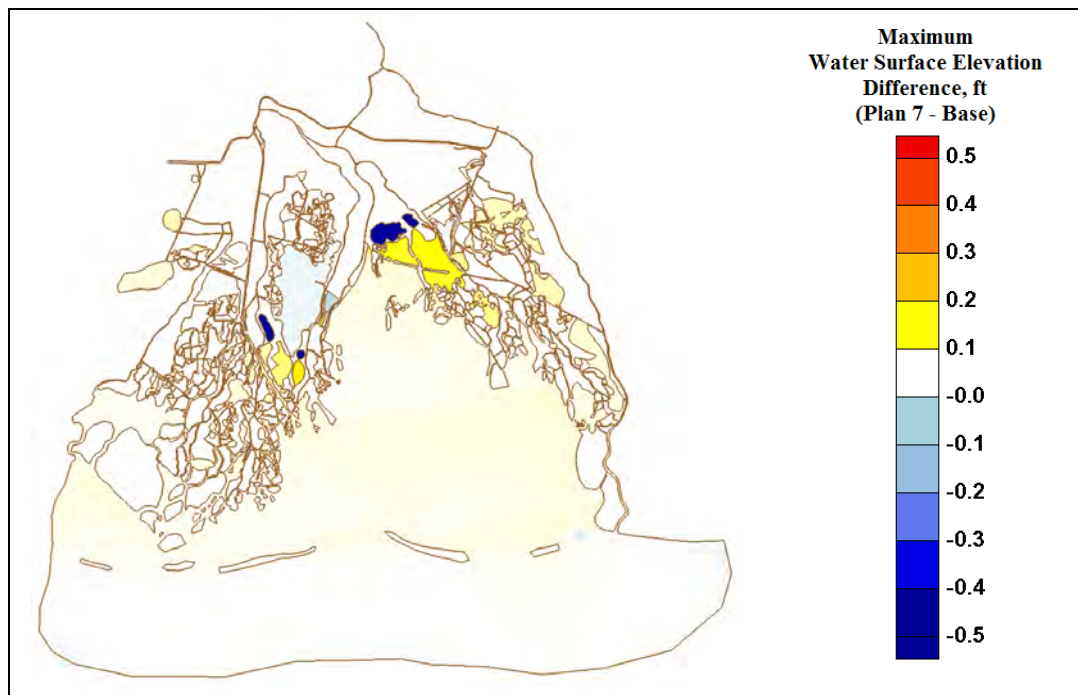 Maximum
Water Surface Elevation
Difference, ft
(Plan 7 - Base)
0.5
0.4
0.3
0.2
0.1
-0.0
-0.1
-0.2
-0.3
-0.4
-0.5